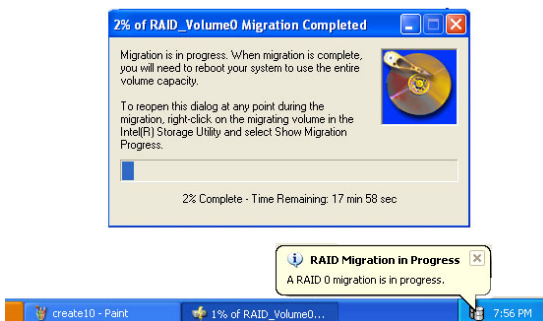 2% of RAID_Volume0 Migration Completed
Migration is in progress. When migration is complete,
you will need to reboot your system to use the entire
volume capacity.
To reopen this dialog at any point during the
migration, right-click on the migrating volume in the
Intel(R) Storage Utility and select Show Migration
Progress.
2% Complete - Time Remaining: 17 min 58 sec
RAID Migration in Progress
A RAID 0 migration is in progress.
create10 - Paint
1% of RAID_Volume0...
7:56 PM